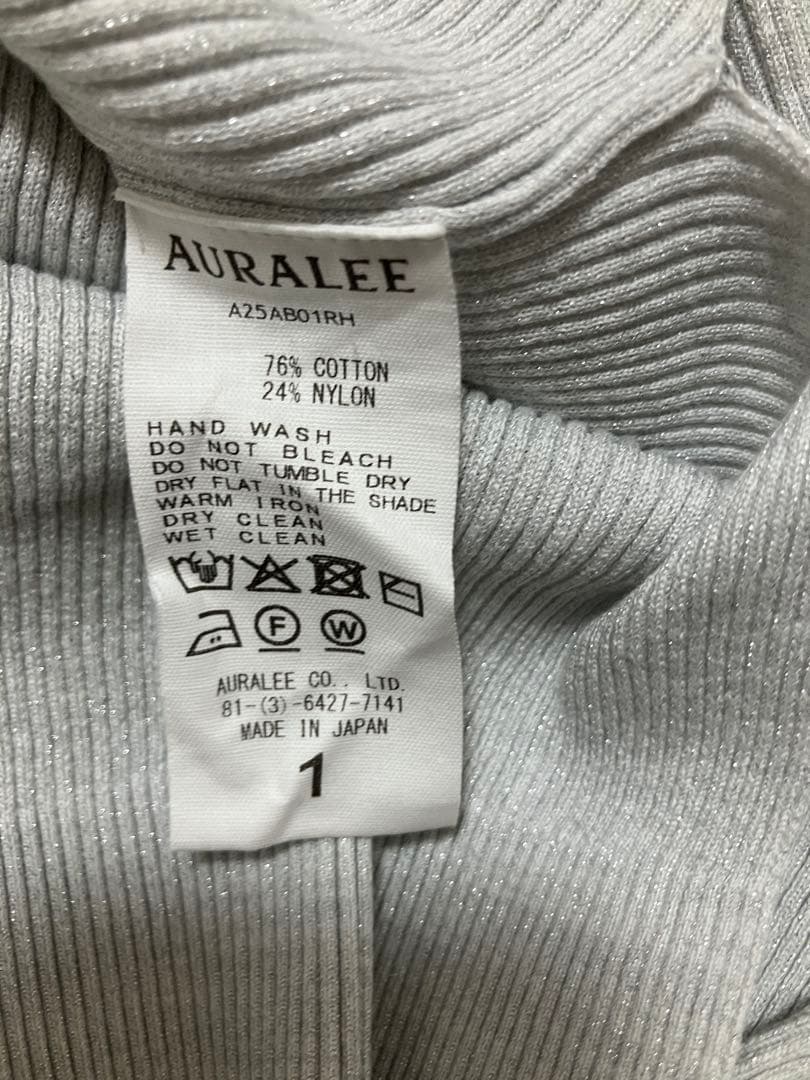 AURALEE
A25AB01RH
76% COTTON
24% NYLON
HAND WASH
DO NOT BLEACH
DO NOT TUMBLE DRY
DRY FLAT IN THE SHADE
WARM IRON
DRY CLEAN
WET CLEAN
F W
AURALEE CO., LTD.
81-(3)-6427-7141
MADE IN JAPAN
1